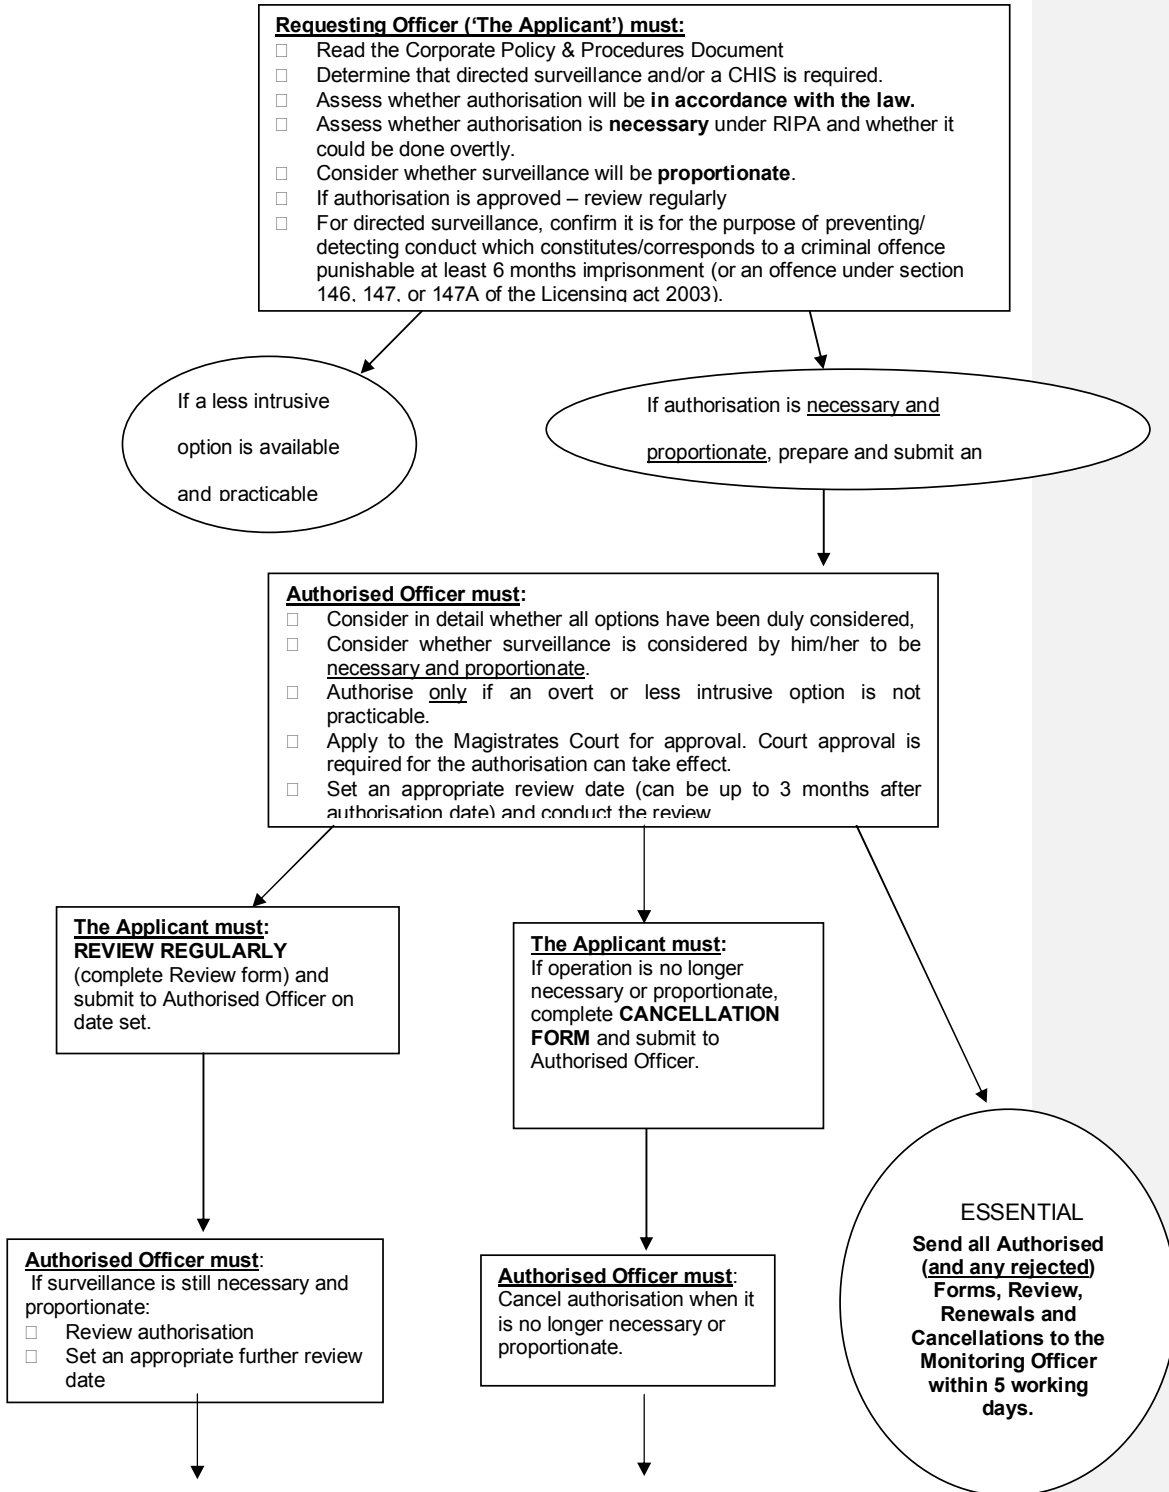 Requesting Officer ('The Applicant') must:
□ Read the Corporate Policy & Procedures Document
□ Determine that directed surveillance and/or a CHIS is required.
□ Assess whether authorisation will be in accordance with the law.
□ Assess whether authorisation is necessary under RIPA and whether it
could be done overtly.
□ Consider whether surveillance will be proportionate.
□ If authorisation is approved – review regularly
□ For directed surveillance, confirm it is for the purpose of preventing/
detecting conduct which constitutes/corresponds to a criminal offence
punishable at least 6 months imprisonment (or an offence under section
146, 147, or 147A of the Licensing act 2003).
If a less intrusive
option is available
and practicable
If authorisation is necessary and
proportionate, prepare and submit an
Authorised Officer must:
□ Consider in detail whether all options have been duly considered,
□ Consider whether surveillance is considered by him/her to be
necessary and proportionate.
□ Authorise only if an overt or less intrusive option is not
practicable.
□ Apply to the Magistrates Court for approval. Court approval is
required for the authorisation can take effect.
□ Set an appropriate review date (can be up to 3 months after
authorisation date) and conduct the review
The Applicant must:
REVIEW REGULARLY
(complete Review form) and
submit to Authorised Officer on
date set.
The Applicant must:
If operation is no longer
necessary or proportionate,
complete CANCELLATION
FORM and submit to
Authorised Officer.
ESSENTIAL
Send all Authorised
(and any rejected)
Forms, Review,
Renewals and
Cancellations to the
Monitoring Officer
within 5 working
days.
Authorised Officer must:
If surveillance is still necessary and
proportionate:
□ Review authorisation
□ Set an appropriate further review
date
Authorised Officer must:
Cancel authorisation when it
is no longer necessary or
proportionate.